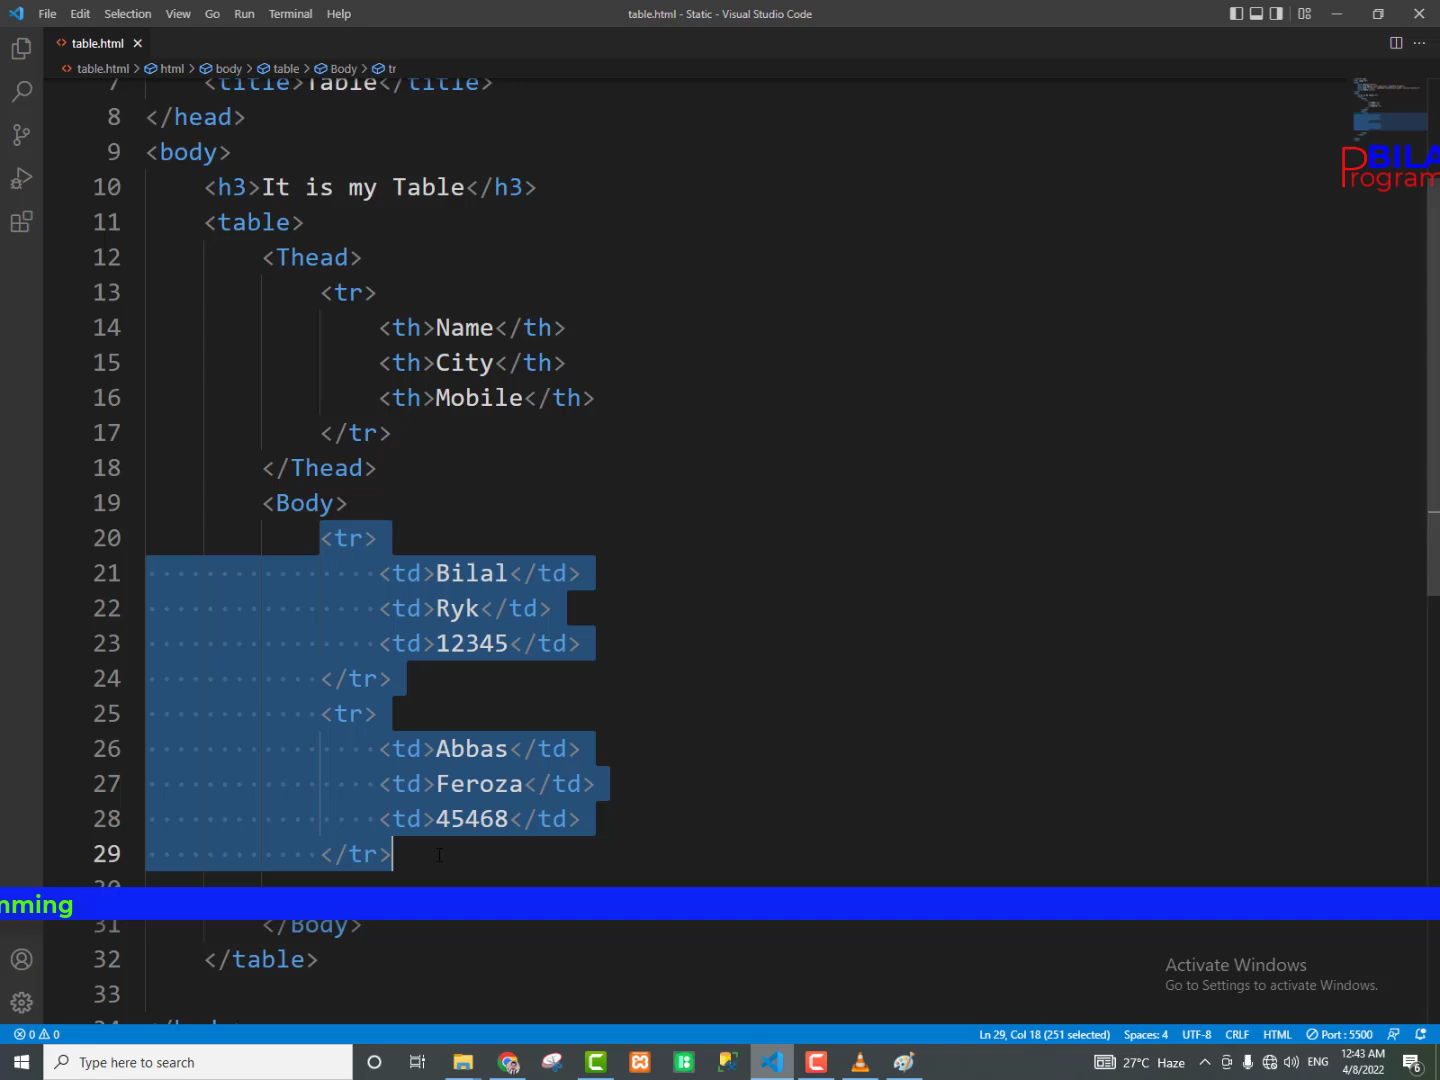 File Edit Selection View Go Run Terminal Help
table.html - Static - Visual Studio Code
table.html
table.html > html > body > table > Body > tr
7 <title>Table</title>
8 </head>
9 <body>
10 <h3>It is my Table</h3>
11 <table>
12 <Thead>
13 <tr>
14 <th>Name</th>
15 <th>City</th>
16 <th>Mobile</th>
17 </tr>
18 </Thead>
19 <Body>
20 <tr>
21 <td>Bilal</td>
22 <td>Ryk</td>
23 <td>12345</td>
24 </tr>
25 <tr>
26 <td>Abbas</td>
27 <td>Feroza</td>
28 <td>45468</td>
29 </tr>
30
31 </Body>
32 </table>
33
BILA
Program
mming
Activate Windows
Go to Settings to activate Windows.
0 0
Ln 29, Col 18 (251 selected) Spaces: 4 UTF-8 CRLF HTML Port : 5500
Type here to search
27°C Haze ENG 12:43 AM
4/8/2022
6